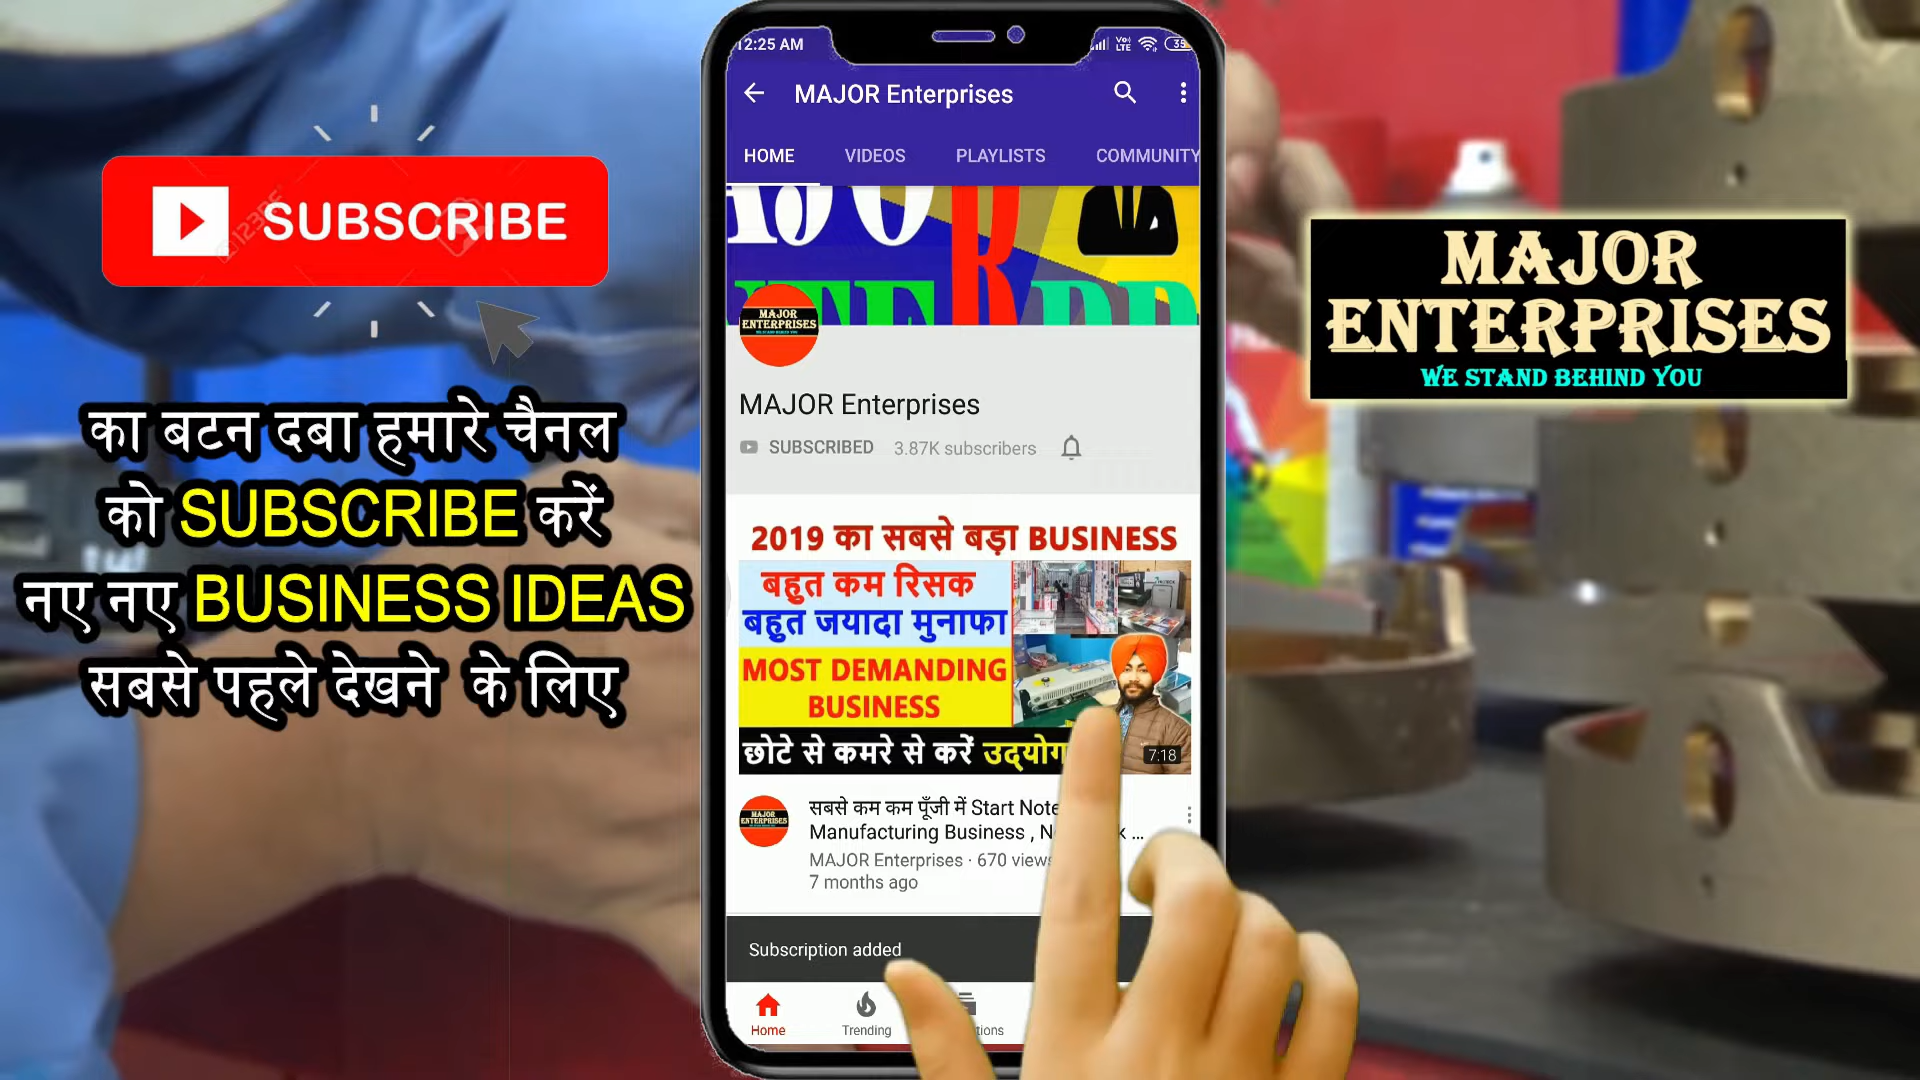 SUBSCRIBE
का बटन दबा हमारे चैनल
को SUBSCRIBE करें
नए नए BUSINESS IDEAS
सबसे पहले देखने के लिए
12:25 AM
35
MAJOR Enterprises
HOME VIDEOS PLAYLISTS COMMUNITY
MAJOR
ENTERPRISES
MAJOR Enterprises
SUBSCRIBED 3.87K subscribers
2019 का सबसे बड़ा BUSINESS
बहुत कम रिसक
बहुत जयादा मुनाफा
MOST DEMANDING
BUSINESS
छोटे से कमरे से करें उद्योग
7:18
सबसे कम कम पूँजी में Start Note
Manufacturing Business , N
MAJOR
ENTERPRISES
MAJOR Enterprises · 670 views
7 months ago
Subscription added
Home Trending
MAJOR
ENTERPRISES
WE STAND BEHIND YOU